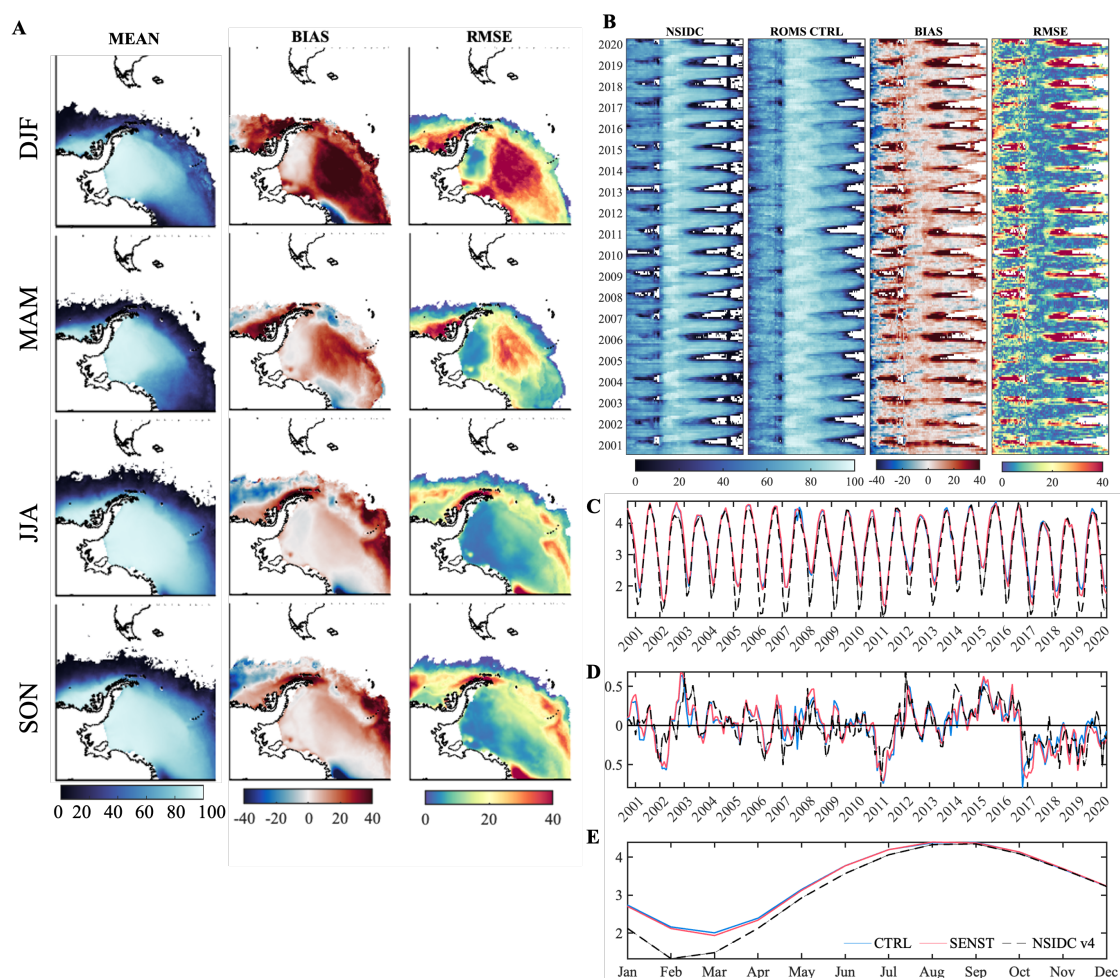 A
MEAN BIAS RMSE
DJF
MAM
JJA
SON
0 20 40 60 80 100
-40 -20 0 20 40
0 20 40
B
NSIDC ROMS CTRL BIAS RMSE
2020
2019
2018
2017
2016
2015
2014
2013
2012
2011
2010
2009
2008
2007
2006
2005
2004
2003
2002
2001
0 20 40 60 80 100
0 20 40 60 80 100
-40 -20 0 20 40
0 20 40
C
4
3
2
2001 2002 2003 2004 2005 2006 2007 2008 2009 2010 2011 2012 2013 2014 2015 2016 2017 2018 2019 2020
D
0.5
0
0.5
2001 2002 2003 2004 2005 2006 2007 2008 2009 2010 2011 2012 2013 2014 2015 2016 2017 2018 2019 2020
E
4
3
2
CTRL SENST NSIDC v4
Jan Feb Mar Apr May Jun Jul Aug Sep Oct Nov Dec